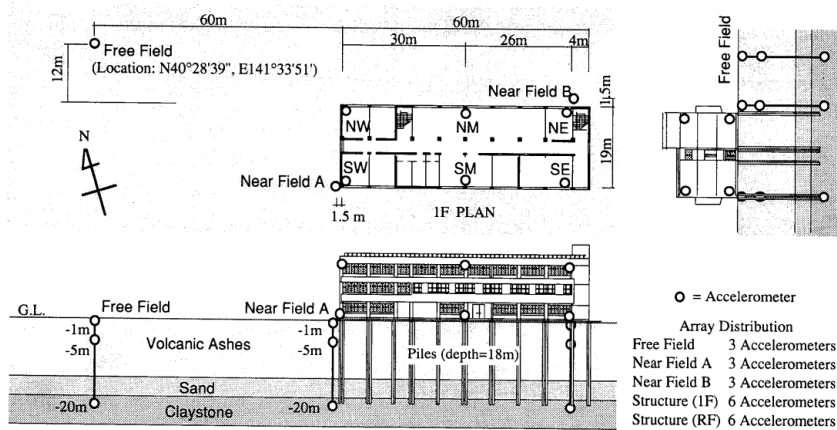 60m
60m
30m
26m
4m
12m
Free Field
(Location: N40°28'39", E141°33'51')
Near Field B
1.5m
N
NW
NM
NE
SW
SM
SE
19m
Near Field A
1.5 m
1F PLAN
Free Field
G.L.
Free Field
Near Field A
-1m
-5m
-1m
-5m
Volcanic Ashes
Piles (depth=18m)
Sand
-20m
-20m
Claystone
= Accelerometer
Array Distribution
Free Field 3 Accelerometers
Near Field A 3 Accelerometers
Near Field B 3 Accelerometers
Structure (1F) 6 Accelerometers
Structure (RF) 6 Accelerometers